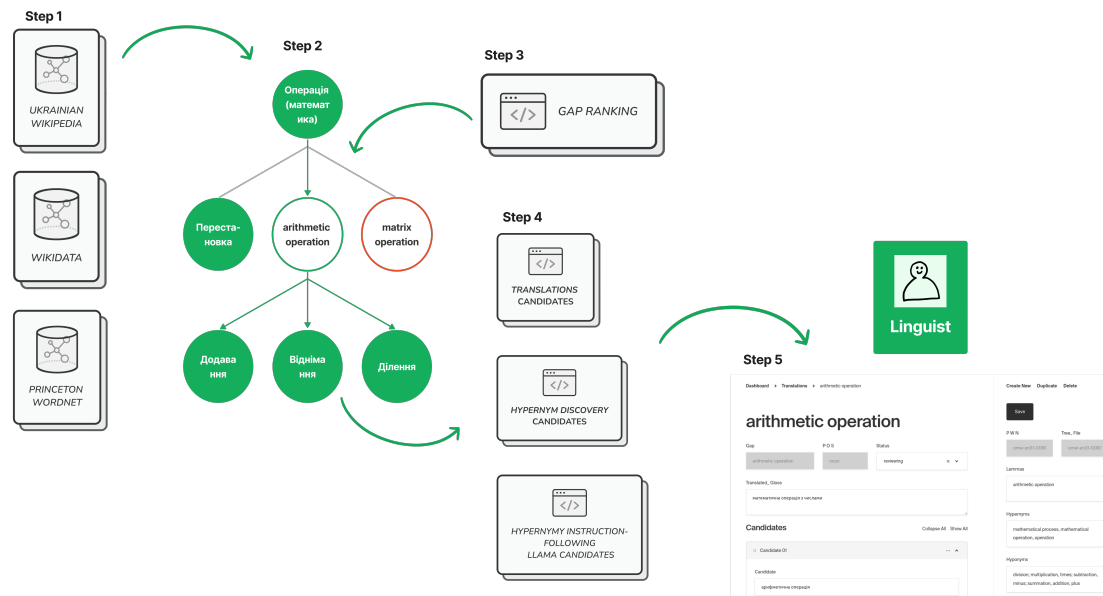 Step 1
UKRAINIAN
WIKIPEDIA
WIKIDATA
PRINCETON
WORDNET
Step 2
Операція
(математ
ика)
Переста-
новка
arithmetic
operation
matrix
operation
Додава
ння
Відніма
ння
Ділення
Step 3
GAP RANKING
Step 4
TRANSLATIONS
CANDIDATES
HYPERNYM DISCOVERY
CANDIDATES
HYPERNYMY INSTRUCTION-
FOLLOWING
LLAMA CANDIDATES
Linguist
Step 5
Dashboard Translations arithmetic-operation
arithmetic operation
Gap
arithmetic operation
P O S
noun
Status
reviewing
Translated_ Gloss
математична операція з числами
Candidates
Collapse All Show All
Candidate 01
Candidate
арифметична операція
Create New Duplicate Delete
Save
P W N
Tree_ File
Lemmas
arithmetic operation
Hypernyms
mathematical process, mathematical
operation, operation
Hyponyms
division; multiplication, times; subtraction,
minus; summation, addition, plus